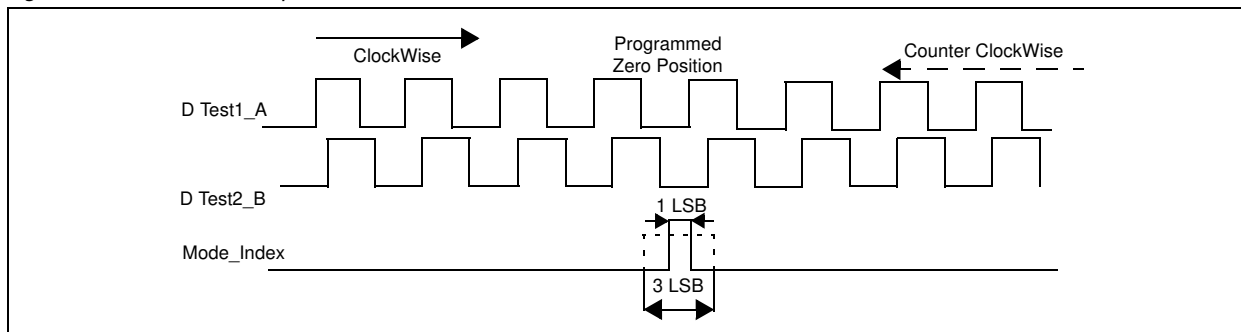 ClockWise
Programmed
Zero Position
Counter ClockWise
D Test1_A
D Test2_B
1 LSB
Mode_Index
3 LSB